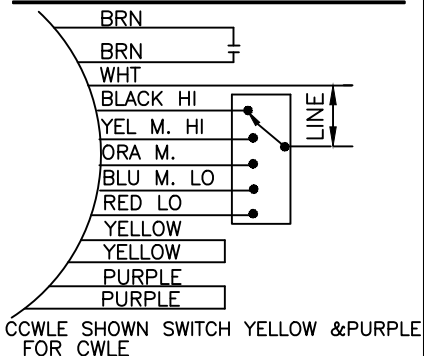 BRN
BRN
WHT
BLACK HI
YEL M. HI
ORA M.
BLU M. LO
RED LO
YELLOW
YELLOW
PURPLE
PURPLE
LINE
CCWLE SHOWN SWITCH YELLOW &PURPLE
FOR CWLE